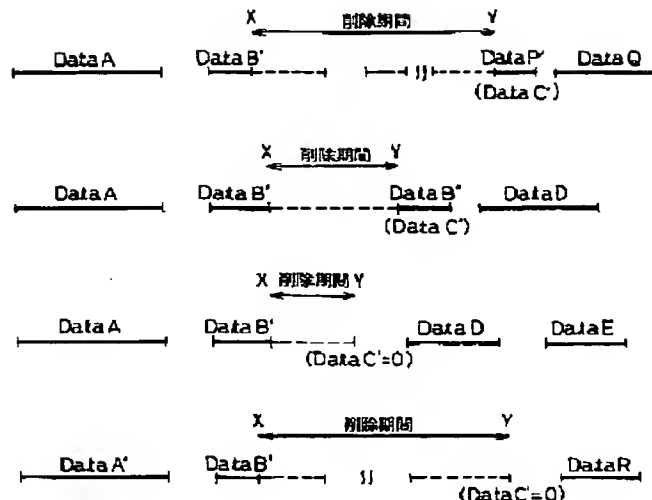 X 削除期間 Y
Data A Data B' Data P' Data Q
(Data C')
X 削除期間 Y
Data A Data B' Data B" Data D
(Data C")
X 削除期間 Y
Data A Data B' Data D Data E
(Data C'=0)
X 削除期間 Y
Data A' Data B' Data R
(Data C'=0)